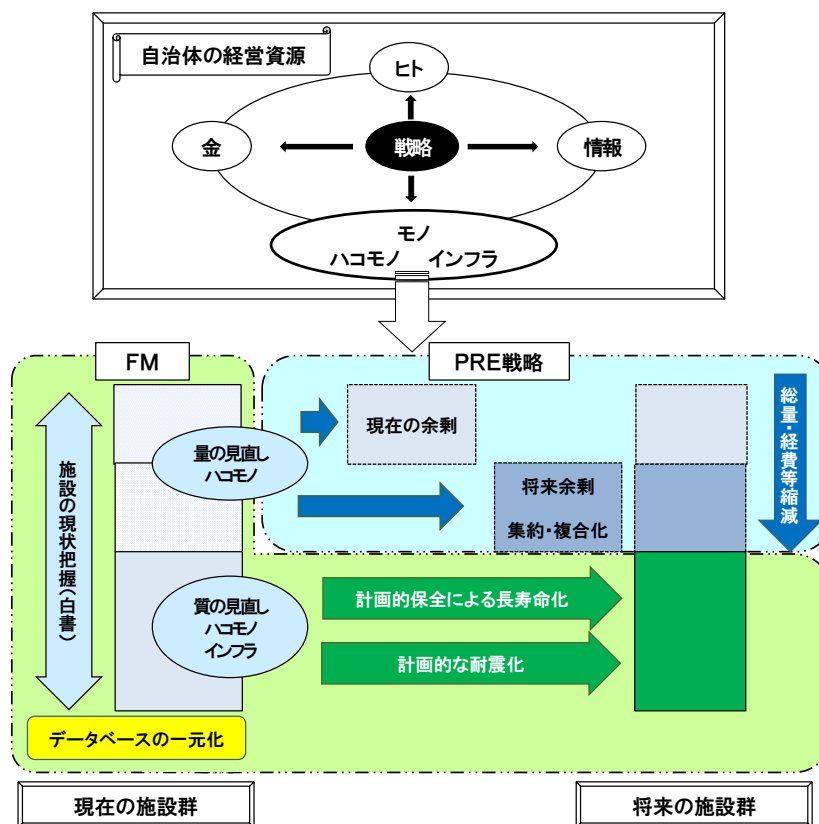 自治体の経営資源
ヒト
金
戦略
情報
モノ
ハコモノ インフラ
FM
PRE戦略
現在の余剰
総量・経費等縮減
量の見直し
ハコモノ
将来余剰
集約・複合化
施設の現状把握(白書)
質の見直し
ハコモノ
インフラ
計画的保全による長寿命化
計画的な耐震化
データベースの一元化
現在の施設群
将来の施設群